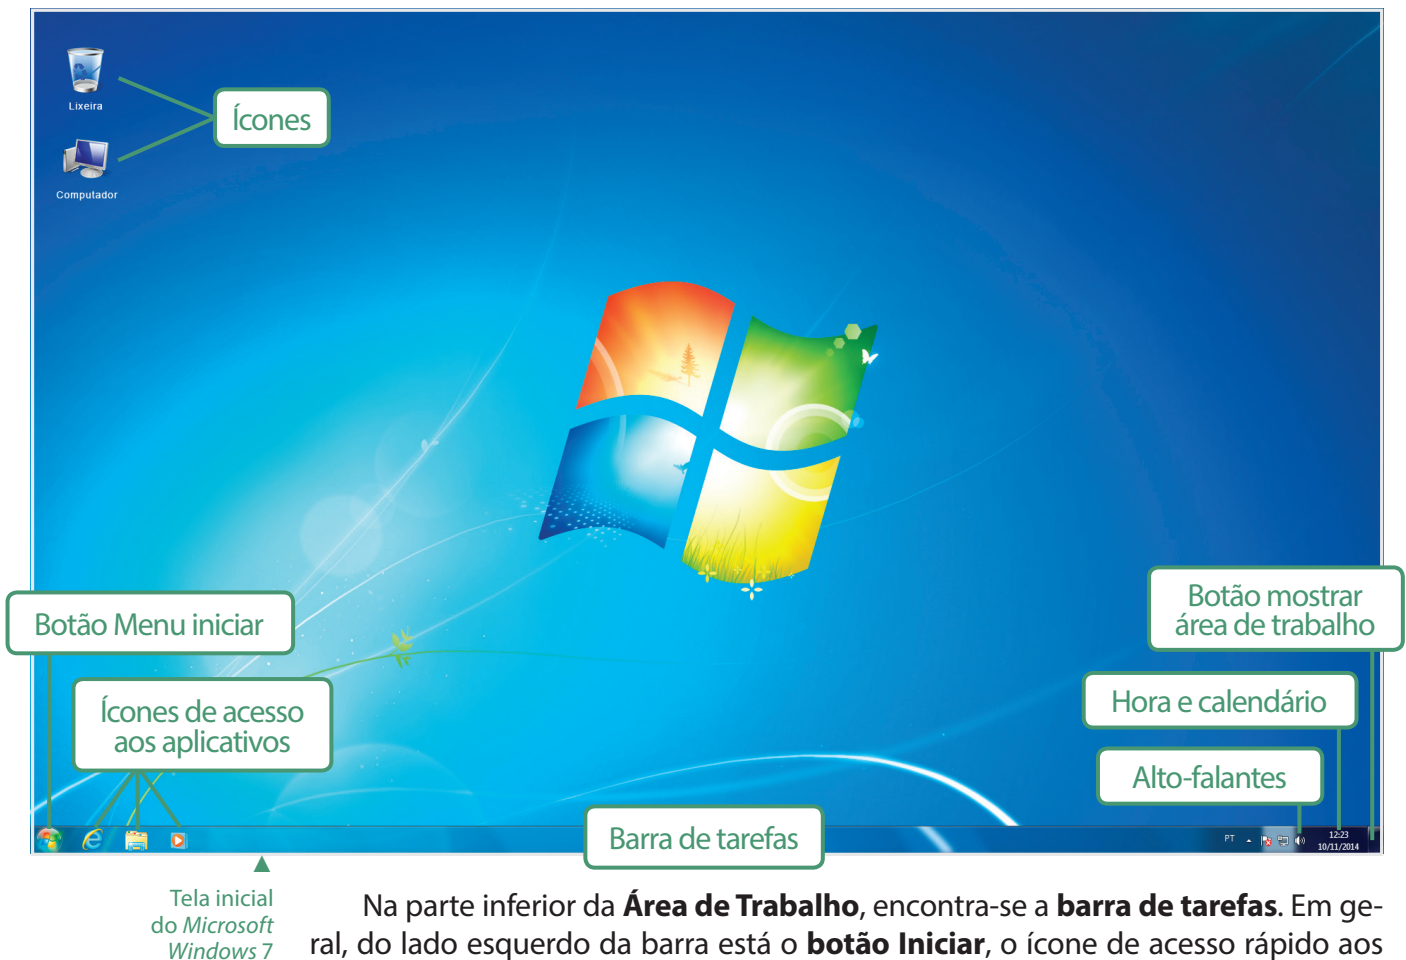 Lixeira
Ícones
Computador
Botão Menu iniciar
Botão mostrar
área de trabalho
Ícones de acesso
aos aplicativos
Hora e calendário
Alto-falantes
Barra de tarefas
PT
12:23
10/11/2014
Tela inicial
do Microsoft
Windows 7
Na parte inferior da Área de Trabalho, encontra-se a barra de tarefas. Em ge-
ral, do lado esquerdo da barra está o botão Iniciar, o ícone de acesso rápido aos